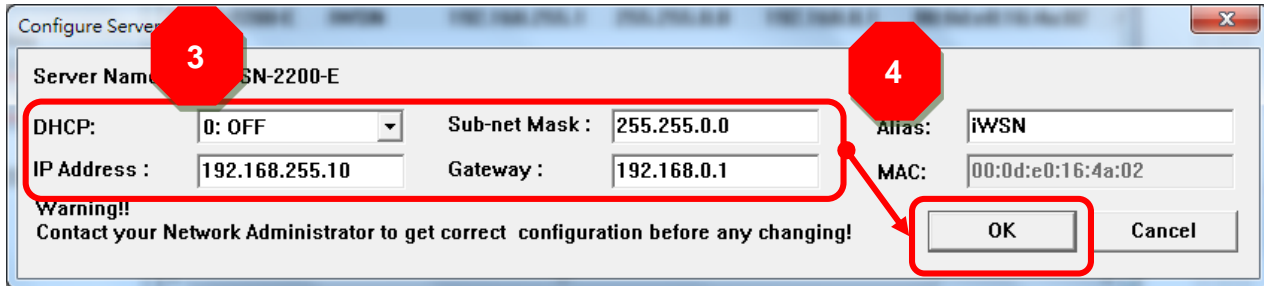 Configure Serve
3
4
Server Nam SN-2200-E
DHCP: 0: OFF Sub-net Mask : 255.255.0.0 Alias: iWSN
IP Address : 192.168.255.10 Gateway : 192.168.0.1 MAC: 00:0d:e0:16:4a:02
Warning!!
Contact your Network Administrator to get correct configuration before any changing!
OK Cancel